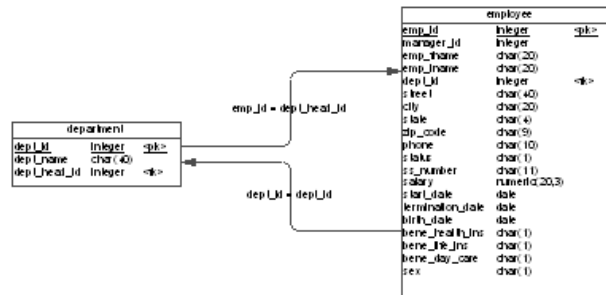 employee
emp_id integer <pk>
manager_id integer
emp_fname char(20)
emp_lname char(20)
dept_id integer <fk>
street char(40)
city char(20)
state char(4)
zip_code char(9)
phone char(10)
status char(1)
ss_number char(11)
salary numeric(20,3)
start_date date
termination_date date
birth_date date
bene_health_ins char(1)
bene_life_ins char(1)
bene_day_care char(1)
sex char(1)
emp_id = dept_head_id
department
dept_id integer <pk>
dept_name char(40)
dept_head_id integer <fk>
dept_id = dept_id